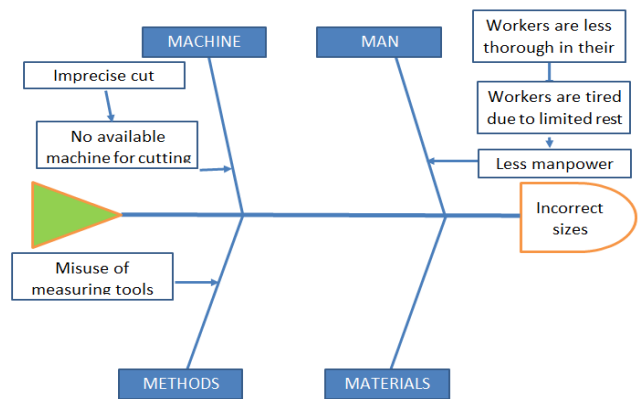 MACHINE
MAN
Workers are less
thorough in their
Imprecise cut
Workers are tired
due to limited rest
No available
machine for cutting
Less manpower
Incorrect
sizes
Misuse of
measuring tools
METHODS
MATERIALS